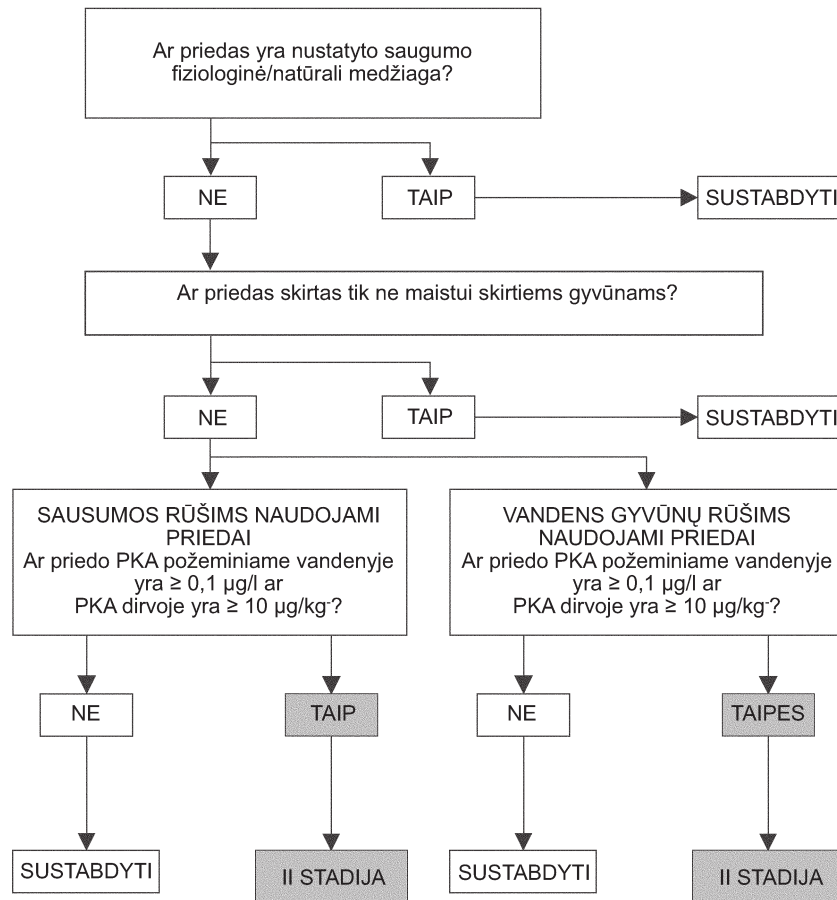 Ar priedas yra nustatyto saugumo
fiziologinė/natūrali medžiaga?
NE
TAIP
SUSTABDYTI
Ar priedas skirtas tik ne maistui skirtiems gyvūnams?
NE
TAIP
SUSTABDYTI
SAUSUMOS RŪŠIMS NAUDOJAMI
PRIEDAI
Ar priedo PKA požeminiame vandenyje
yra ≥ 0,1 µg/l ar
PKA dirvoje yra ≥ 10 µg/kg-?
VANDENS GYVŪNŲ RŪŠIMS
NAUDOJAMI PRIEDAI
Ar priedo PKA požeminiame vandenyje
yra ≥ 0,1 µg/l ar
PKA dirvoje yra ≥ 10 µg/kg-?
NE
TAIP
NE
TAIPES
SUSTABDYTI
II STADIJA
SUSTABDYTI
II STADIJA